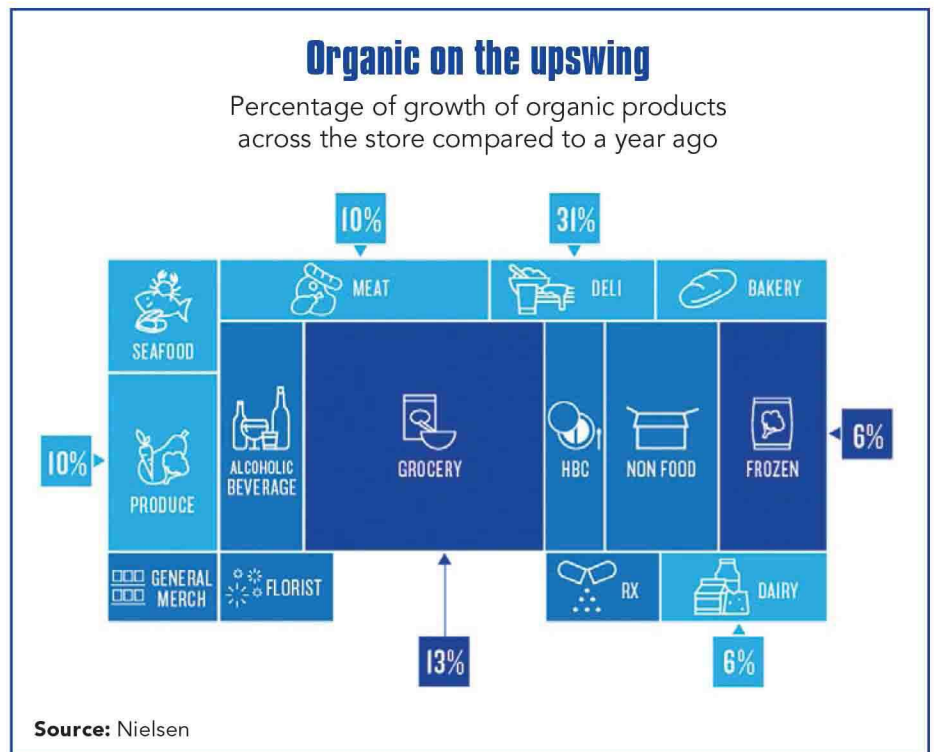 Organic on the upswing
Percentage of growth of organic products
across the store compared to a year ago
10%
31%
SEAFOOD
MEAT
DELI
BAKERY
10%
PRODUCE
ALCOHOLIC
BEVERAGE
GROCERY
HBC
NON FOOD
FROZEN
6%
GENERAL
MERCH
FLORIST
RX
DAIRY
13%
6%
Source: Nielsen